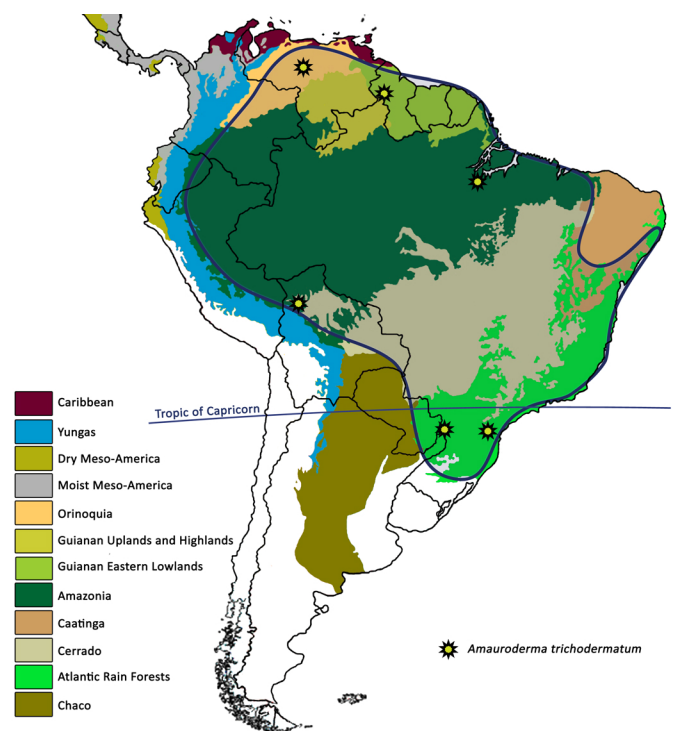 Tropic of Capricorn
Caribbean
Yungas
Dry Meso-America
Moist Meso-America
Orinoquia
Guianan Uplands and Highlands
Guianan Eastern Lowlands
Amazonia
Caatinga
Cerrado
Atlantic Rain Forests
Chaco
Amauroderma trichodermatum